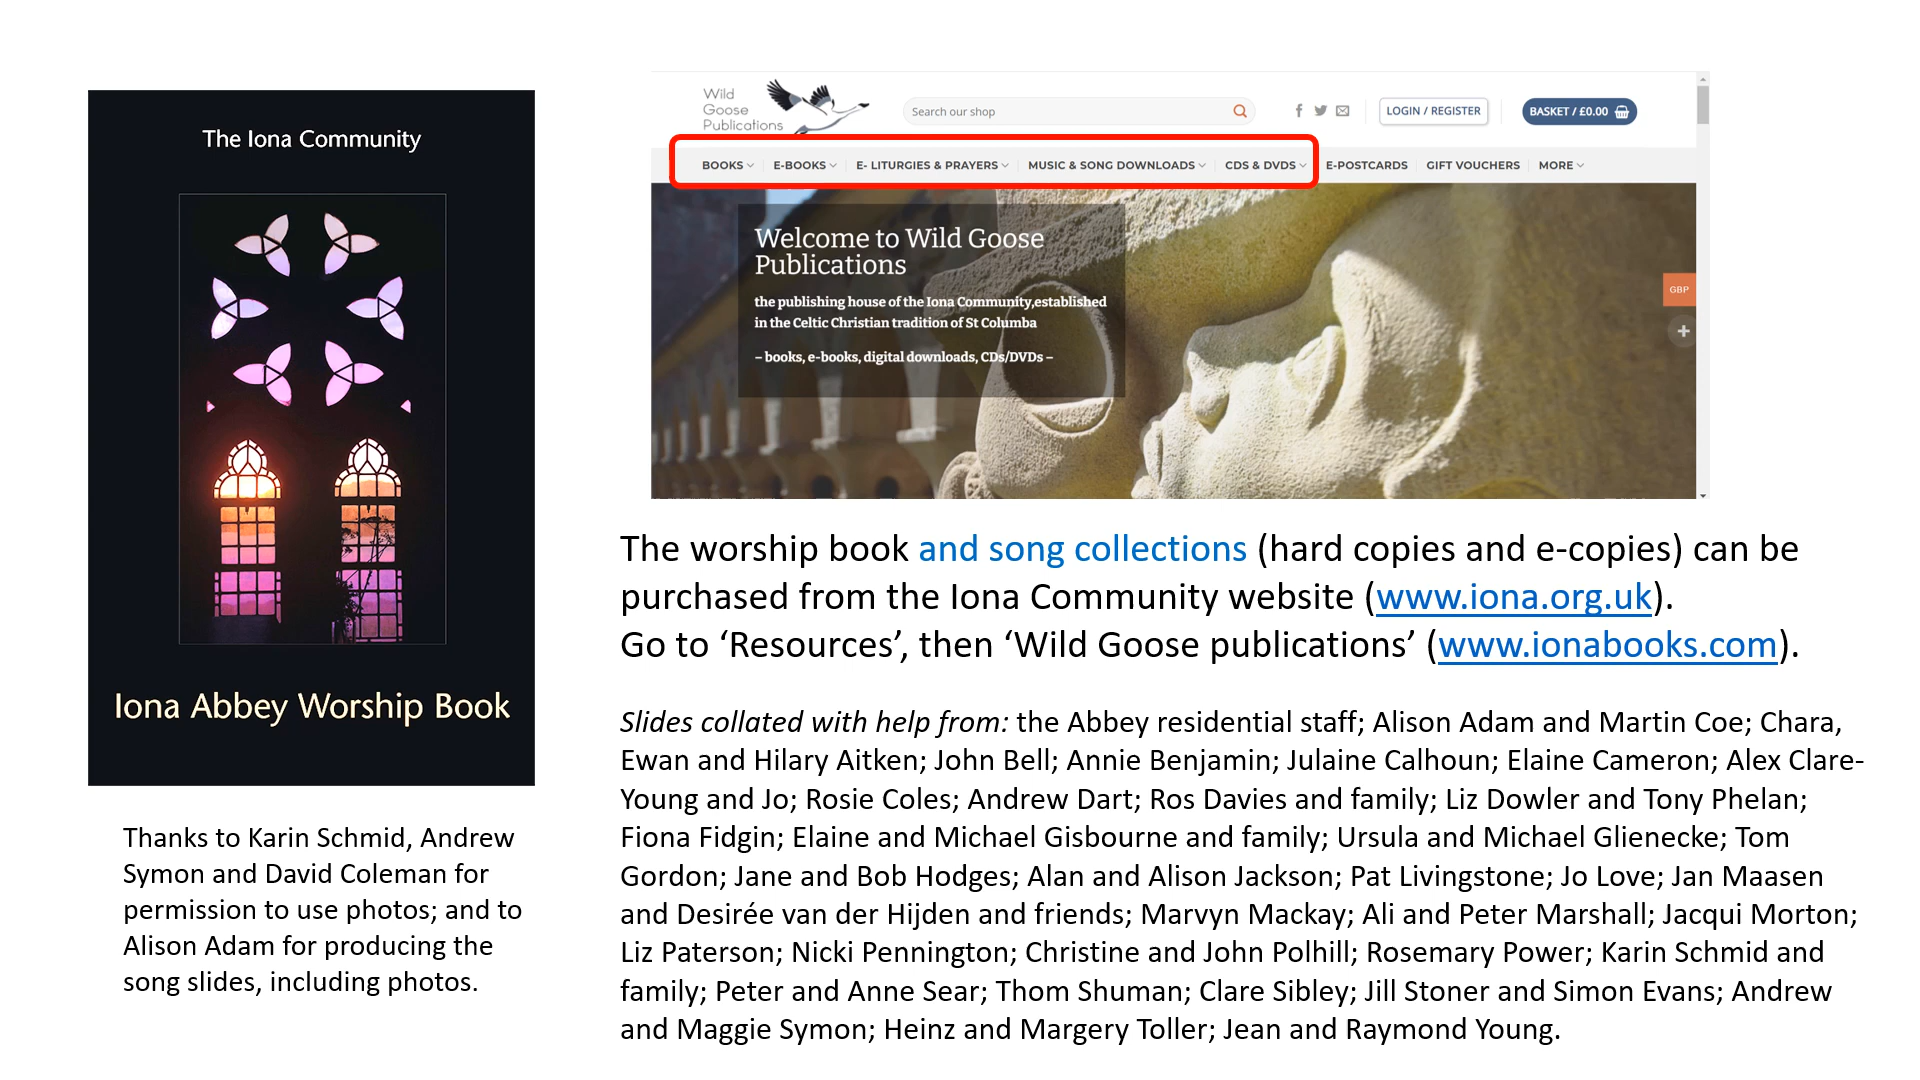 The Iona Community
Iona Abbey Worship Book
Thanks to Karin Schmid, Andrew
Symon and David Coleman for
permission to use photos; and to
Alison Adam for producing the
song slides, including photos.
Wild
Goose
Publications
Search our shop
LOGIN / REGISTER
BASKET / £0.00
BOOKS
E-BOOKS
E- LITURGIES & PRAYERS
MUSIC & SONG DOWNLOADS
CDS & DVDS
E-POSTCARDS
GIFT VOUCHERS
MORE
Welcome to Wild Goose
Publications
the publishing house of the Iona Community,established
in the Celtic Christian tradition of St Columba
– books, e-books, digital downloads, CDs/DVDs –
GBP
The worship book and song collections (hard copies and e-copies) can be
purchased from the Iona Community website (www.iona.org.uk).
Go to ‘Resources’, then ‘Wild Goose publications’ (www.ionabooks.com).
Slides collated with help from: the Abbey residential staff; Alison Adam and Martin Coe; Chara,
Ewan and Hilary Aitken; John Bell; Annie Benjamin; Julaine Calhoun; Elaine Cameron; Alex Clare-
Young and Jo; Rosie Coles; Andrew Dart; Ros Davies and family; Liz Dowler and Tony Phelan;
Fiona Fidgin; Elaine and Michael Gisbourne and family; Ursula and Michael Glienecke; Tom
Gordon; Jane and Bob Hodges; Alan and Alison Jackson; Pat Livingstone; Jo Love; Jan Maasen
and Desirée van der Hijden and friends; Marvyn Mackay; Ali and Peter Marshall; Jacqui Morton;
Liz Paterson; Nicki Pennington; Christine and John Polhill; Rosemary Power; Karin Schmid and
family; Peter and Anne Sear; Thom Shuman; Clare Sibley; Jill Stoner and Simon Evans; Andrew
and Maggie Symon; Heinz and Margery Toller; Jean and Raymond Young.